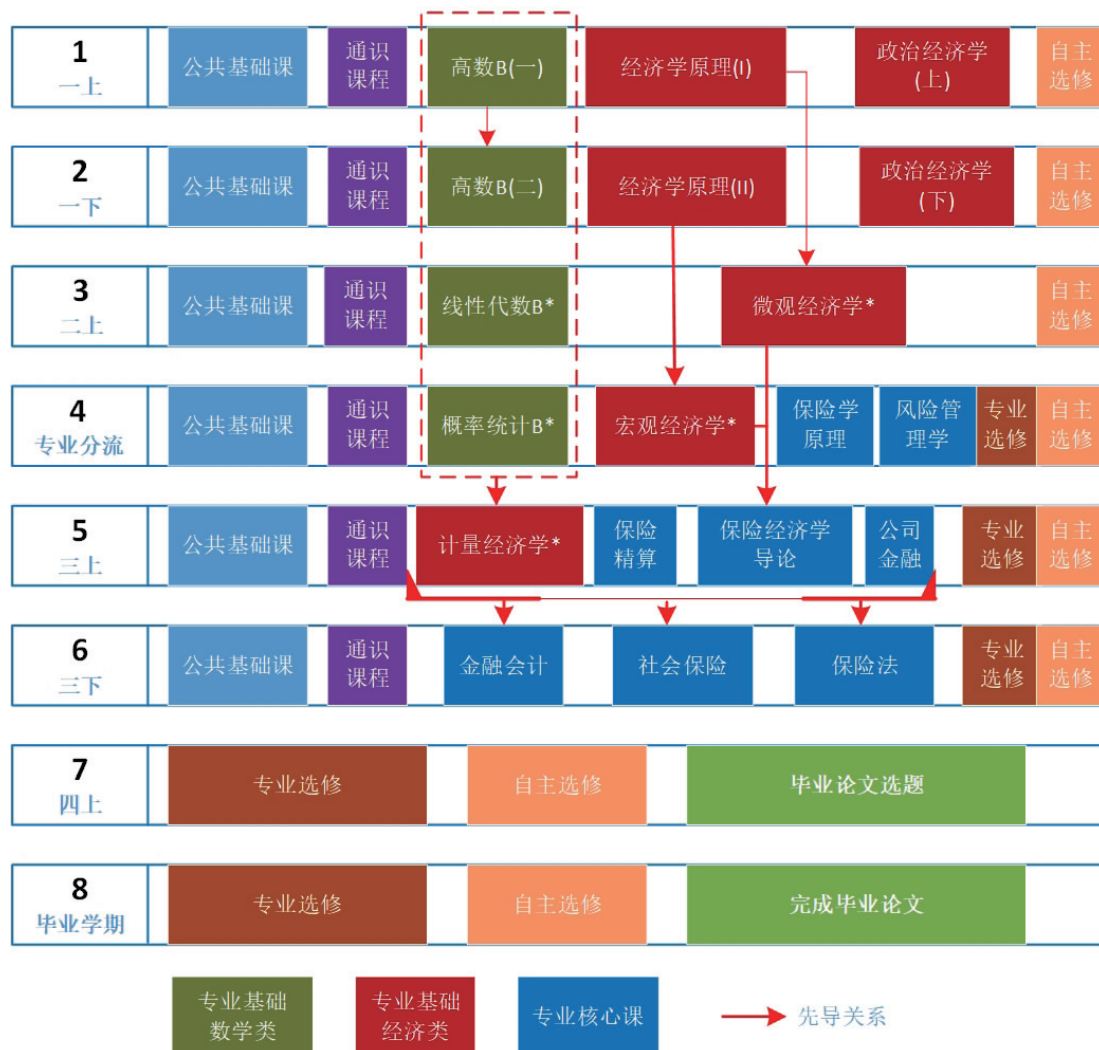 1
一上
公共基础课
通识
课程
高数B(一)
经济学原理(I)
政治经济学
(上)
自主
选修
2
一下
公共基础课
通识
课程
高数B(二)
经济学原理(II)
政治经济学
(下)
自主
选修
3
二上
公共基础课
通识
课程
线性代数B*
微观经济学*
自主
选修
4
专业分流
公共基础课
通识
课程
概率统计B*
宏观经济学*
保险学
原理
风险管
理学
专业
选修
自主
选修
5
三上
公共基础课
通识
课程
计量经济学*
保险
精算
保险经济学
导论
公司
金融
专业
选修
自主
选修
6
三下
公共基础课
通识
课程
金融会计
社会保险
保险法
专业
选修
自主
选修
7
四上
专业选修
自主选修
毕业论文选题
8
毕业学期
专业选修
自主选修
完成毕业论文
专业基础
数学类
专业基础
经济类
专业核心课
先导关系